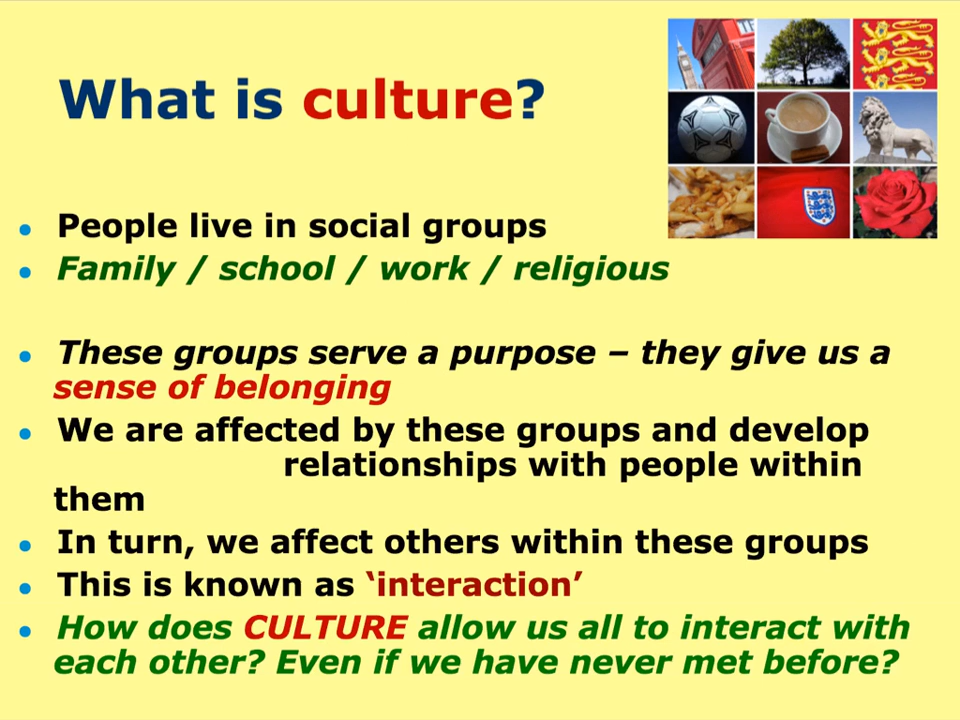 What is culture?
• People live in social groups
• Family / school / work / religious
• These groups serve a purpose – they give us a
sense of belonging
• We are affected by these groups and develop
relationships with people within
them
• In turn, we affect others within these groups
• This is known as ‘interaction’
• How does CULTURE allow us all to interact with
each other? Even if we have never met before?